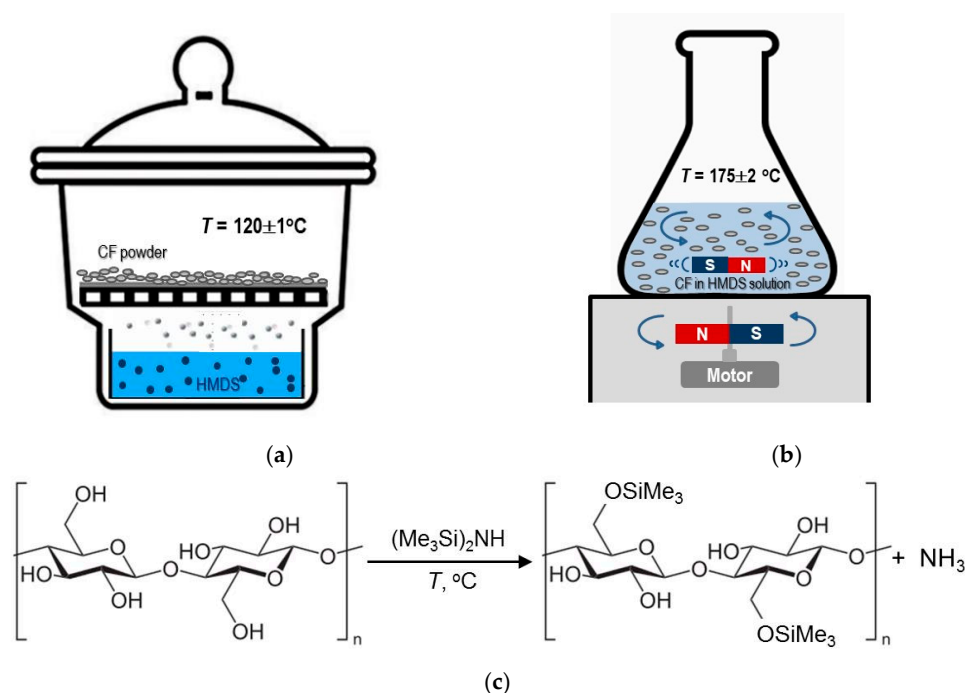 T = 120±1°C
CF powder
HMDS
T = 175±2 °C
S N
CF in HMDS solution
N S
Motor
(a) (b)
OH OH OSiMe₃ OH
O HO O (Me₃Si)₂NH O HO O
HO O O HO O O + NH₃
OH T, °C OH
OH n OSiMe₃ n
(c)